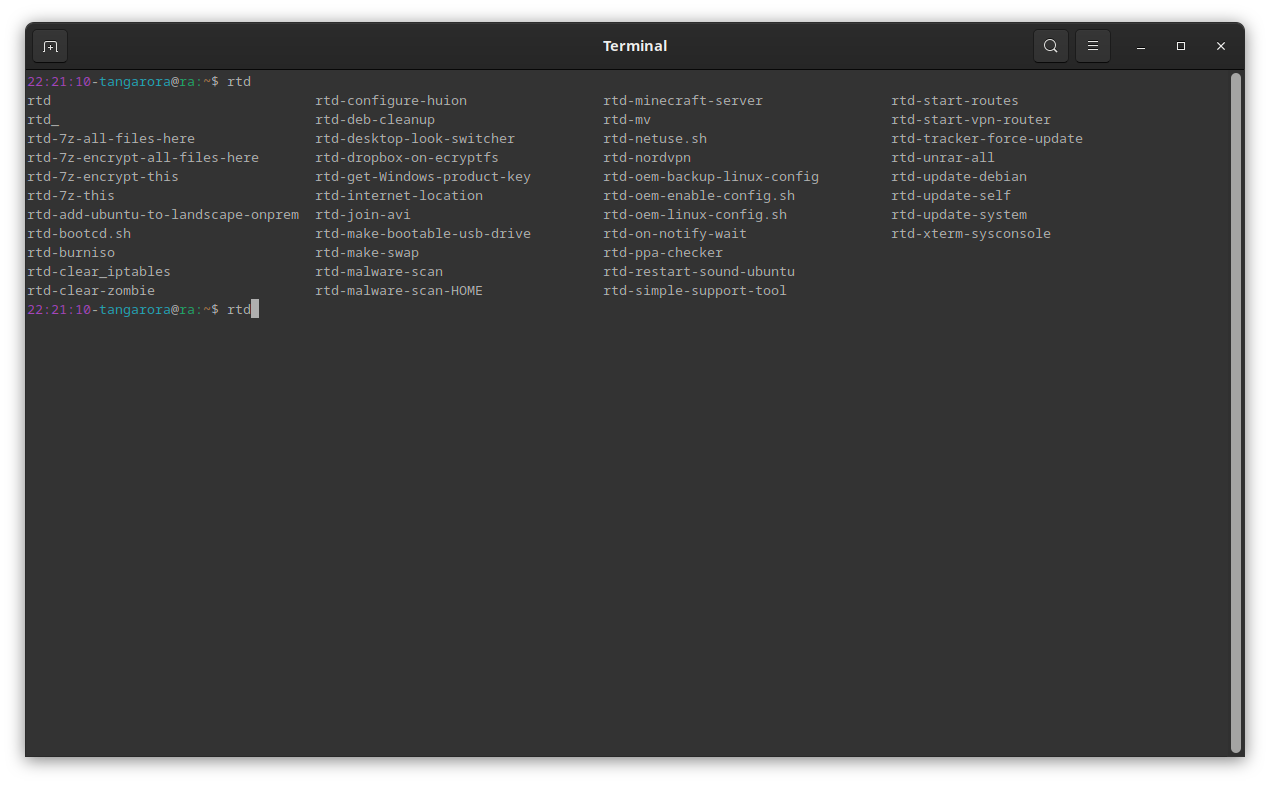 Terminal
22:21:10-tangarora@ra:~$ rtd
rtd rtd-configure-huion rtd-minecraft-server rtd-start-routes
rtd_ rtd-deb-cleanup rtd-mv rtd-start-vpn-router
rtd-7z-all-files-here rtd-desktop-look-switcher rtd-netuse.sh rtd-tracker-force-update
rtd-7z-encrypt-all-files-here rtd-dropbox-on-ecryptfs rtd-nordvpn rtd-unrar-all
rtd-7z-encrypt-this rtd-get-Windows-product-key rtd-oem-backup-linux-config rtd-update-debian
rtd-7z-this rtd-internet-location rtd-oem-enable-config.sh rtd-update-self
rtd-add-ubuntu-to-landscape-onprem rtd-join-avi rtd-oem-linux-config.sh rtd-update-system
rtd-bootcd.sh rtd-make-bootable-usb-drive rtd-on-notify-wait rtd-xterm-sysconsole
rtd-burniso rtd-make-swap rtd-ppa-checker
rtd-clear_iptables rtd-malware-scan rtd-restart-sound-ubuntu
rtd-clear-zombie rtd-malware-scan-HOME rtd-simple-support-tool
22:21:10-tangarora@ra:~$ rtd